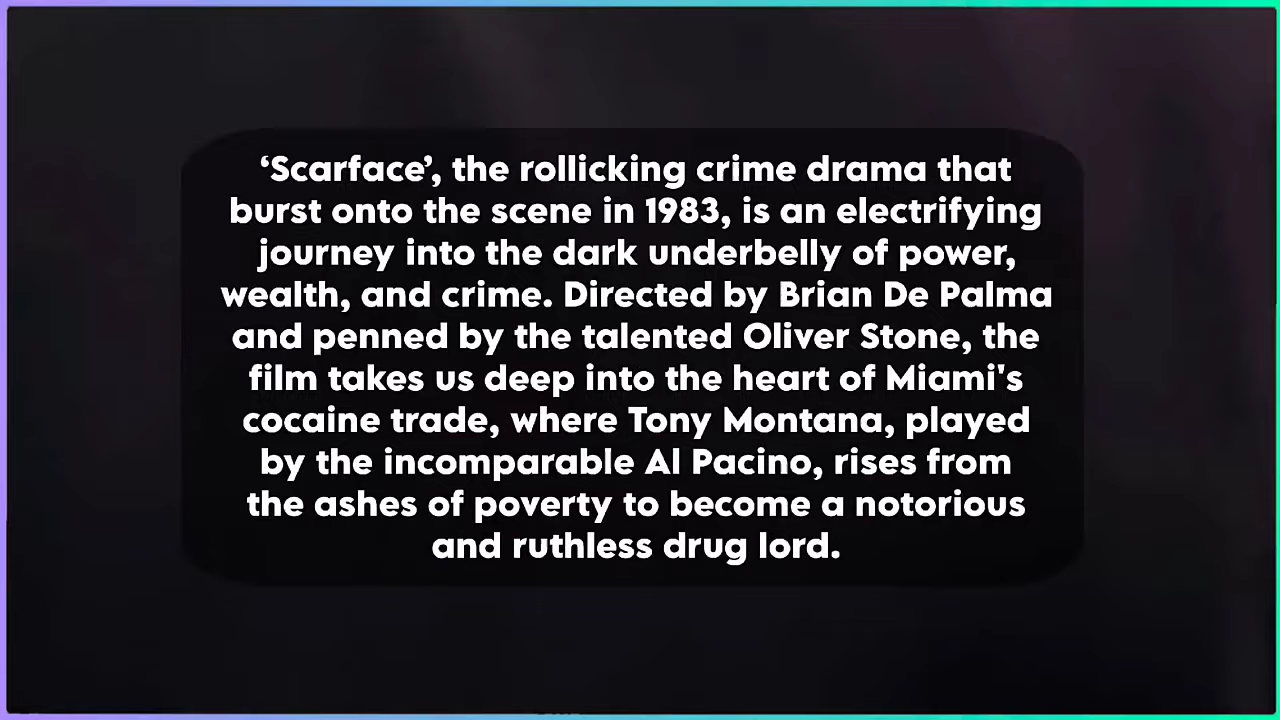 ‘Scarface’, the rollicking crime drama that
burst onto the scene in 1983, is an electrifying
journey into the dark underbelly of power,
wealth, and crime. Directed by Brian De Palma
and penned by the talented Oliver Stone, the
film takes us deep into the heart of Miami's
cocaine trade, where Tony Montana, played
by the incomparable Al Pacino, rises from
the ashes of poverty to become a notorious
and ruthless drug lord.